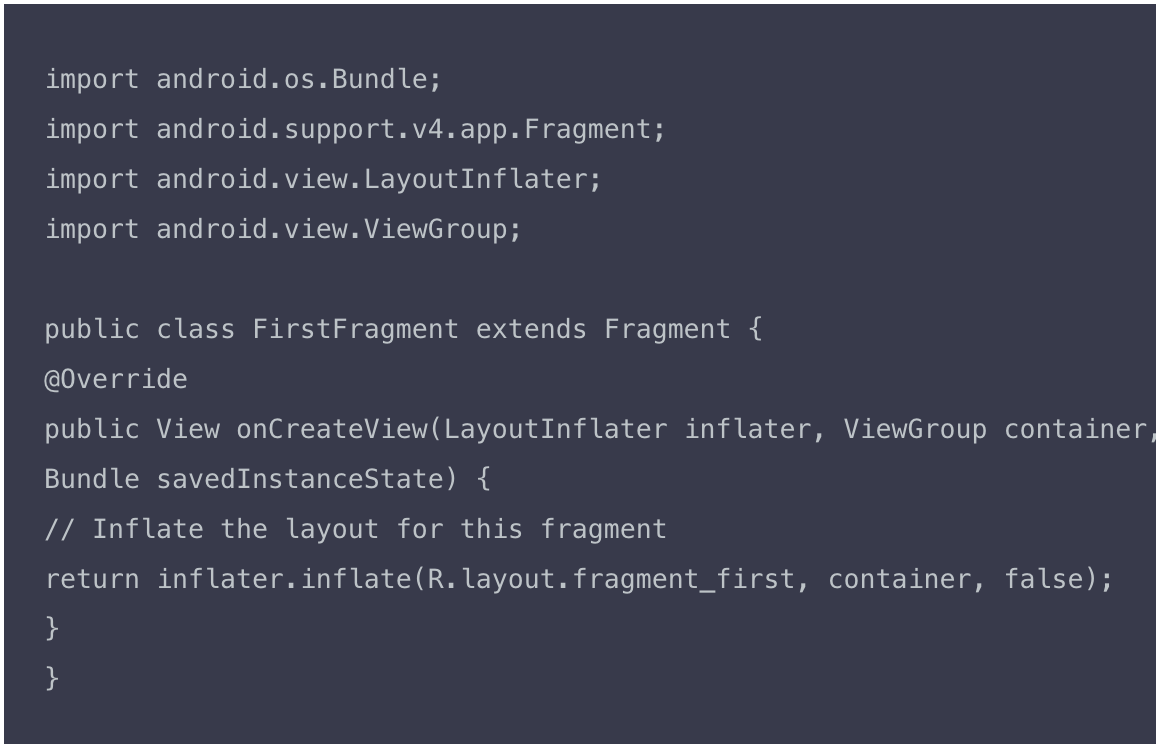 import android.os.Bundle;
import android.support.v4.app.Fragment;
import android.view.LayoutInflater;
import android.view.ViewGroup;
public class FirstFragment extends Fragment {
@Override
public View onCreateView(LayoutInflater inflater, ViewGroup container,
Bundle savedInstanceState) {
// Inflate the layout for this fragment
return inflater.inflate(R.layout.fragment_first, container, false);
}
}